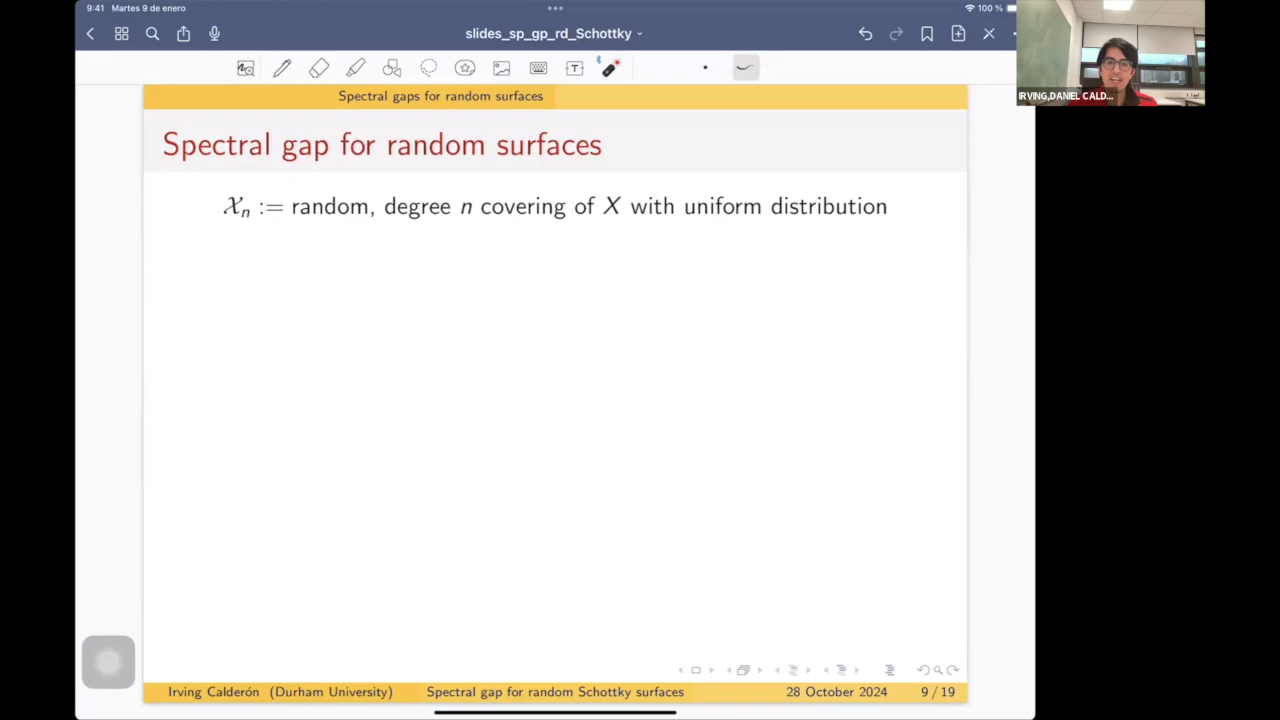 9:41 Martes 9 de enero
100 %
slides_sp_gp_rd_Schottky
IRVING,DANIEL CALD...
Spectral gaps for random surfaces
Spectral gap for random surfaces
𝒳ₙ := random, degree n covering of X with uniform distribution
Irving Calderón (Durham University) Spectral gap for random Schottky surfaces 28 October 2024 9 / 19